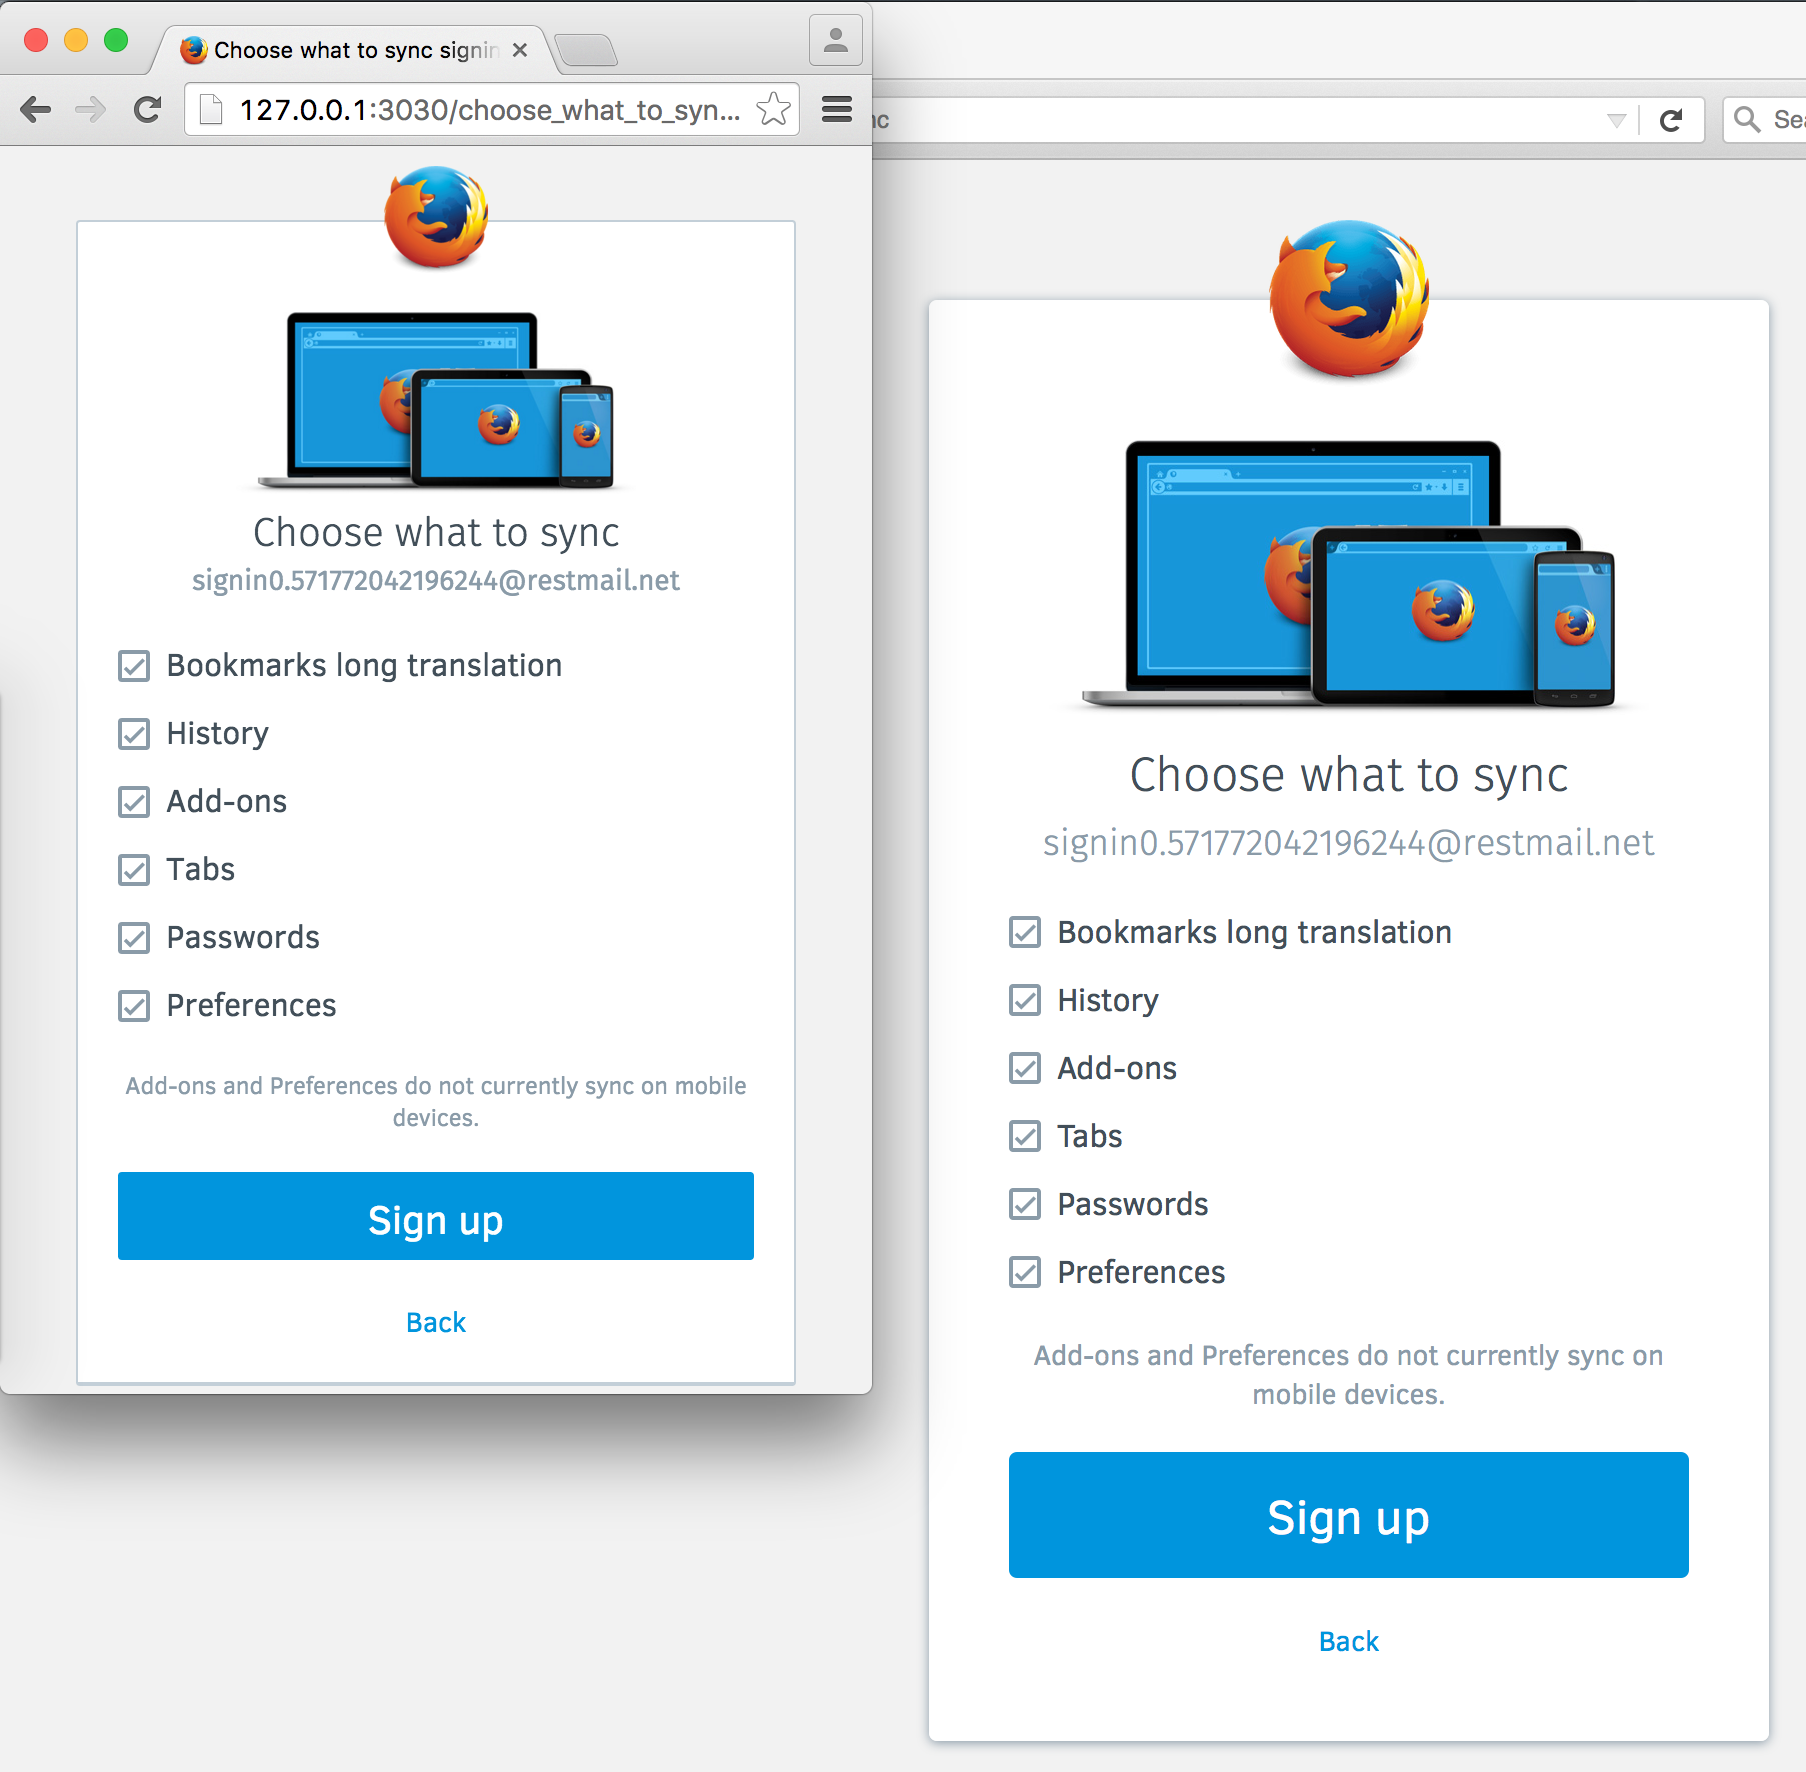 Choose what to sync signin
127.0.0.1:3030/choose_what_to_syn...
Choose what to sync
signin0.571772042196244@restmail.net
Bookmarks long translation
History
Add-ons
Tabs
Passwords
Preferences
Add-ons and Preferences do not currently sync on mobile
devices.
Sign up
Back
nc
Sea
Choose what to sync
signin0.571772042196244@restmail.net
Bookmarks long translation
History
Add-ons
Tabs
Passwords
Preferences
Add-ons and Preferences do not currently sync on
mobile devices.
Sign up
Back